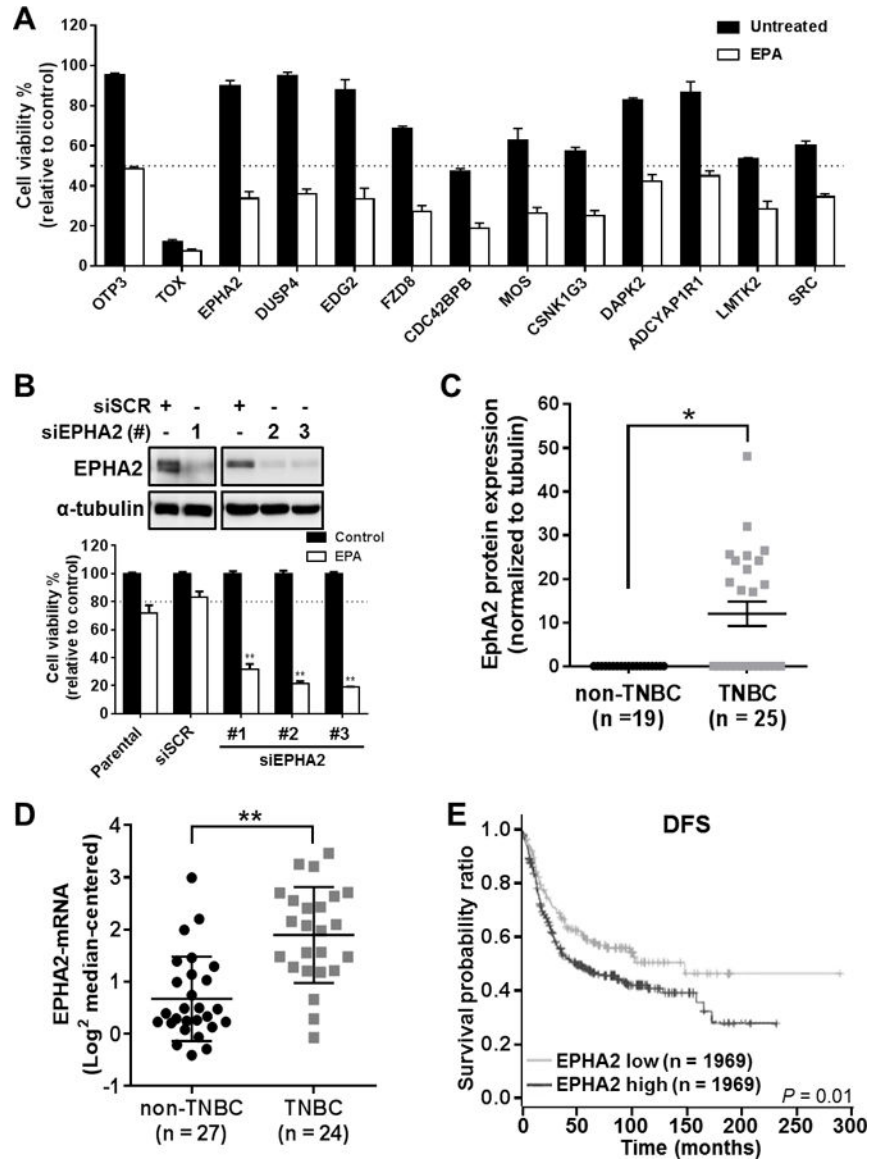 A
Untreated
EPA
Cell viability %
(relative to control)
120
100
80
60
40
20
0
OTP3
TOX
EPHA2
DUSP4
EDG2
FZD8
CDC42BPB
MOS
CSNK1G3
DAPK2
ADCYAP1R1
LMTK2
SRC
B
siSCR + - + - -
siEPHA2 (#) - 1 - 2 3
EPHA2
α-tubulin
Control
EPA
Cell viability %
(relative to control)
120
100
80
60
40
20
0
** ** **
Parental
siSCR
#1 #2 #3
siEPHA2
C
*
EphA2 protein expression
(normalized to tubulin)
60
50
40
30
20
10
0
non-TNBC TNBC
(n =19) (n = 25)
D
**
EPHA2-mRNA
(Log² median-centered)
4
3
2
1
0
-1
non-TNBC TNBC
(n = 27) (n = 24)
E
DFS
Survival probability ratio
1.0
0.8
0.6
0.4
0.2
0.0
EPHA2 low (n = 1969)
EPHA2 high (n = 1969)
P = 0.01
0 50 100 150 200 250 300
Time (months)